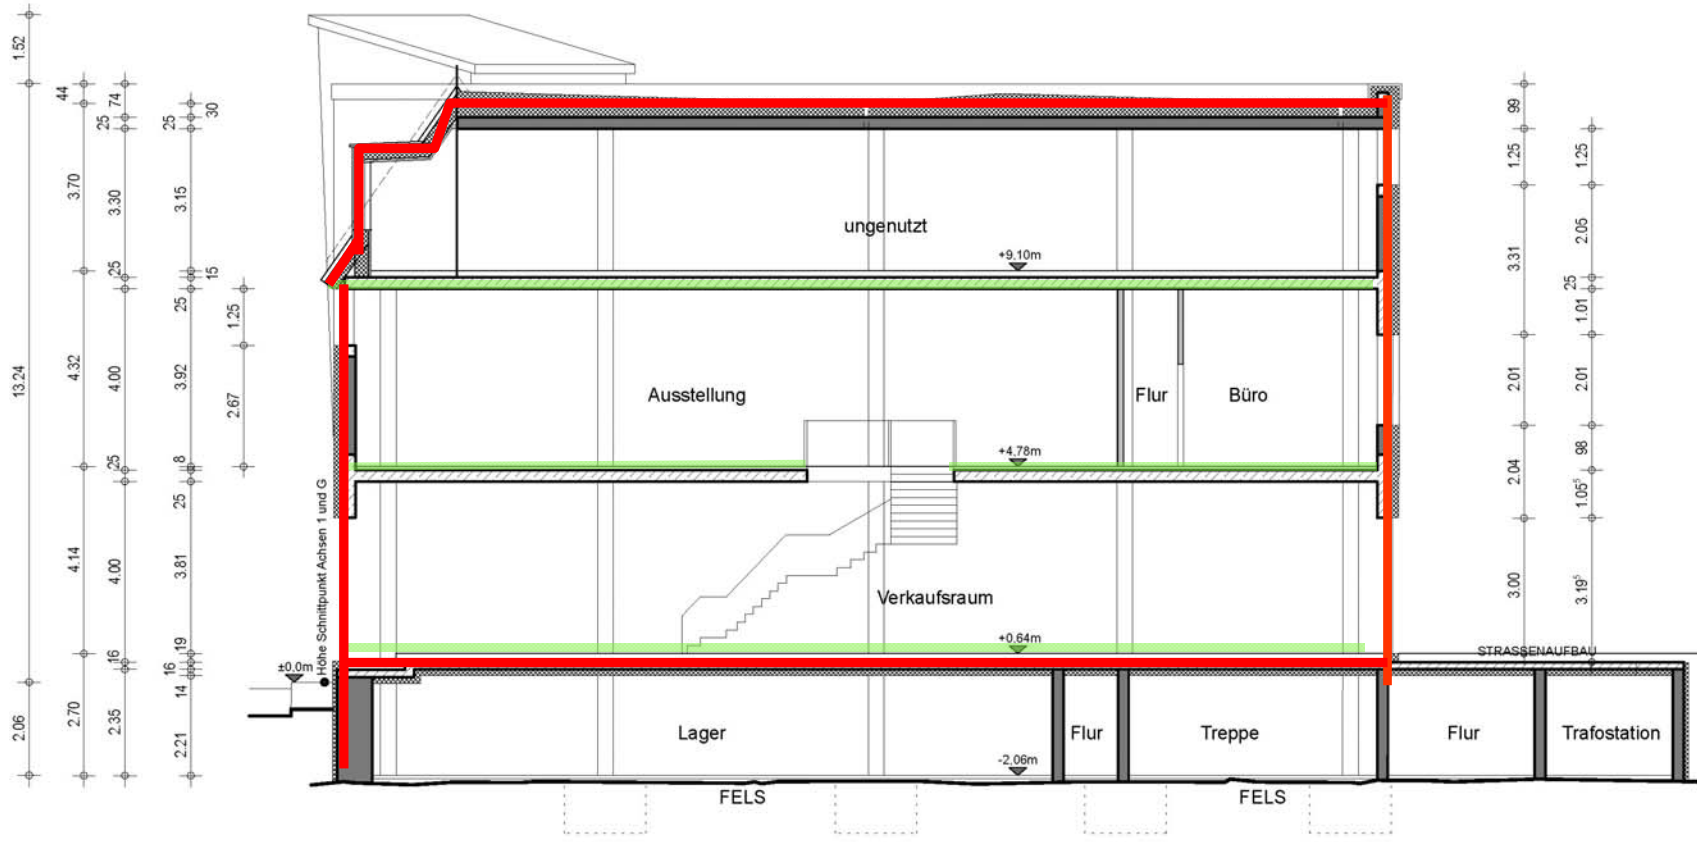 1.52
13.24
2.06
44
3.70
4.32
4.14
2.70
74
25
3.30
25
4.00
25
4.00
16
2.35
30
25
3.15
15
25
3.92
8
25
3.81
19
16
14
2.21
1.25
2.67
Höhe Schnittpunkt Achsen 1 und G
±0,0m
ungenutzt
+9,10m
Ausstellung
Flur
Büro
+4,78m
Verkaufsraum
+0,64m
STRASSENAUFBAU
Lager
Flur
Treppe
Flur
Trafostation
-2,06m
FELS
FELS
99
1.25
3.31
2.01
2.04
3.00
1.25
2.05
25
1.01
2.01
98
1.05⁵
3.19⁵